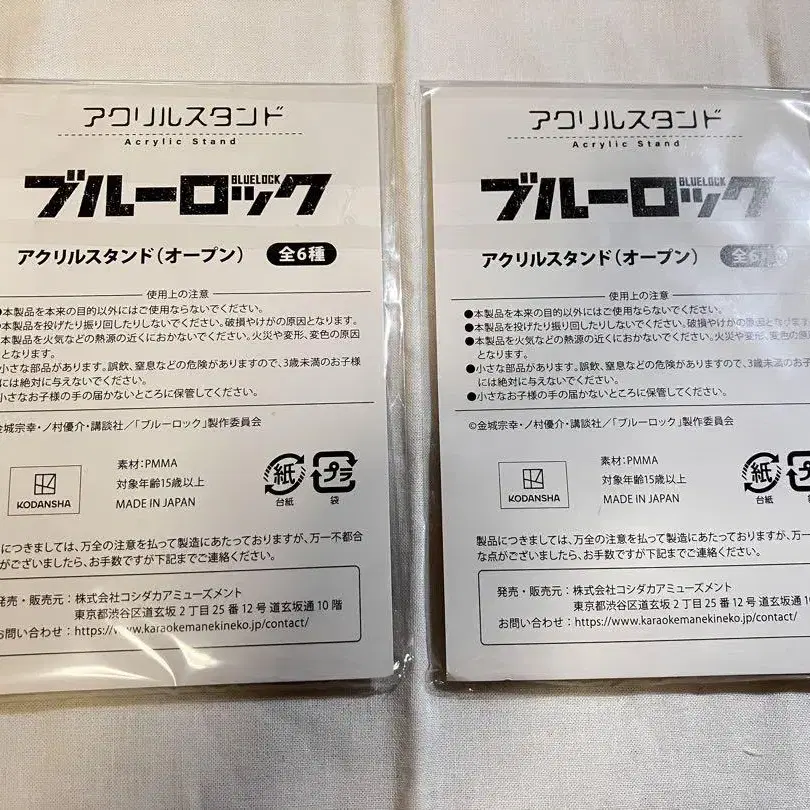 アクリルスタンド
Acrylic Stand
ブルーロック
BLUELOCK
アクリルスタンド(オープン) 全6種
使用上の注意
●本製品を本来の目的以外にはご使用ならないでください。
●本製品を投げたり振り回したりしないでください。破損やけがの原因となります。
本製品を火気などの熱源の近くにおかないでください。火災や変形、変色の原因
となります。
小さな部品があります。誤飲、窒息などの危険がありますので、3歳未満のお子様
には絶対に与えないでください。
小さなお子様の手の届かないところに保管してください。
©金城宗幸・ノ村優介・講談社/「ブルーロック」製作委員会
KODANSHA
素材:PMMA
対象年齢15歳以上
MADE IN JAPAN
紙
台紙
プラ
袋
につきましては、万全の注意を払って製造にあたっておりますが、万一不都合
がございましたら、お手数ですが下記までご連絡ください。
発売・販売元:株式会社コシダカアミューズメント
東京都渋谷区道玄坂2丁目25番12号道玄坂通10階
お問い合わせ:https://www.karaokemanekineko.jp/contact/
アクリルスタンド
Acrylic Stand
ブルーロック
BLUELOCK
アクリルスタンド(オープン) 全6種
使用上の注意
●本製品を本来の目的以外にはご使用ならないでください。
●本製品を投げたり振り回したりしないでください。破損やけがの原因となります
●本製品を火気などの熱源の近くにおかないでください。火災や変形、変色の原
となります。
●小さな部品があります。誤飲、窒息などの危険がありますので、3歳未満のお子
には絶対に与えないでください。
●小さなお子様の手の届かないところに保管してください。
©金城宗幸・ノ村優介・講談社/「ブルーロック」製作委員会
KODANSHA
素材:PMMA
対象年齢15歳以上
MADE IN JAPAN
紙
台紙
プラ
袋
製品につきましては、万全の注意を払って製造にあたっておりますが、万一
な点がございましたら、お手数ですが下記までご連絡ください。
発売・販売元:株式会社コシダカアミューズメント
東京都渋谷区道玄坂2丁目25番12号道玄坂通
お問い合わせ:https://www.karaokemanekineko.jp/contact/